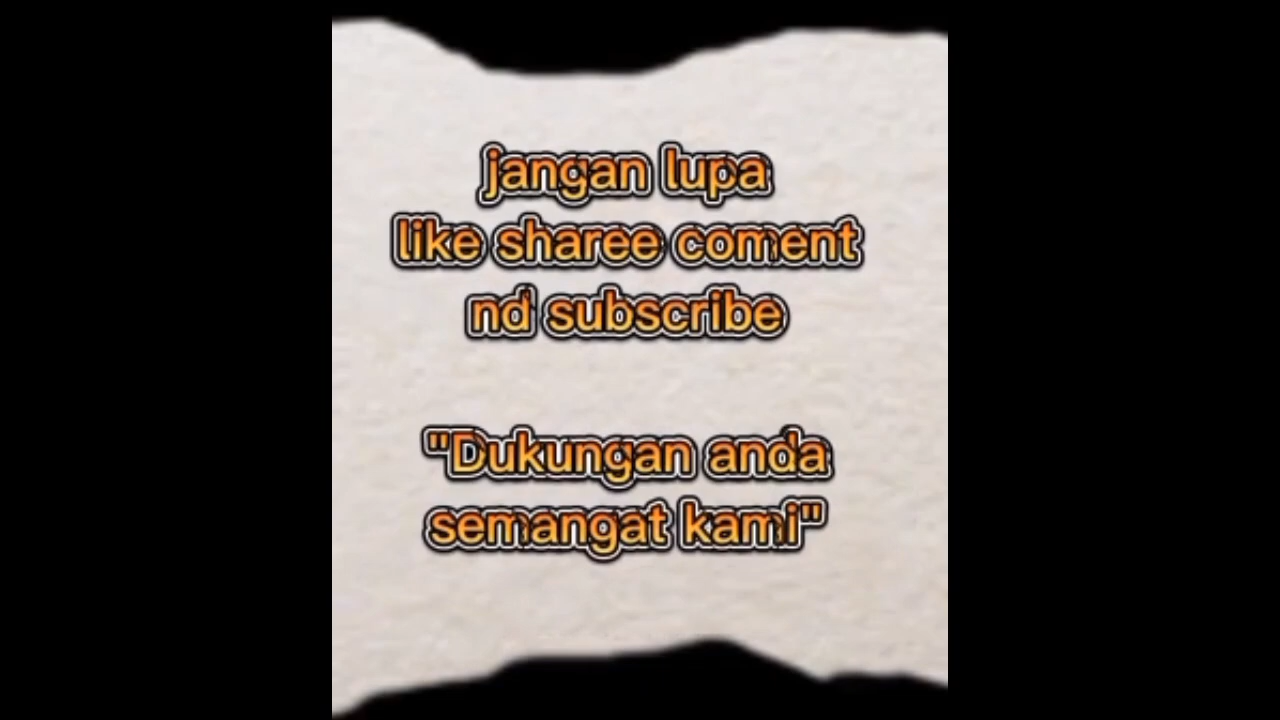 jangan lupa
like sharee coment
nd subscribe
"Dukungan anda
semangat kami"